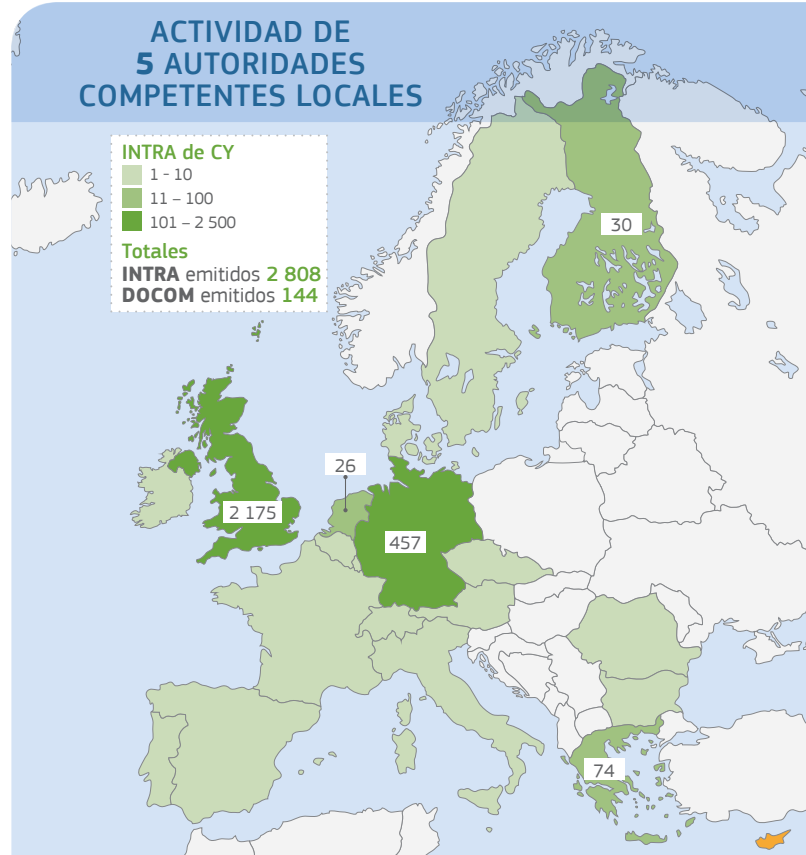 ACTIVIDAD DE
5 AUTORIDADES
COMPETENTES LOCALES
INTRA de CY
1 - 10
11 – 100
101 – 2 500
Totales
INTRA emitidos 2 808
DOCOM emitidos 144
30
26
2 175
457
74